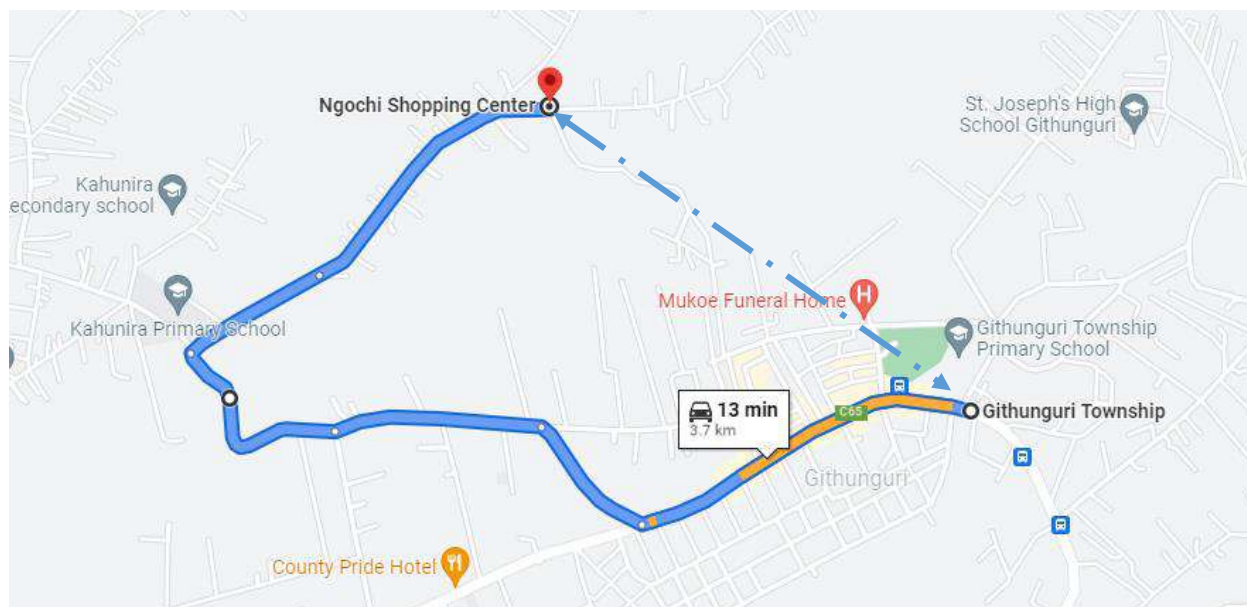 Ngochi Shopping Center
St. Joseph's High
School Githunguri
Kahunira
econdary school
Mukoe Funeral Home
H
Kahunira Primary School
Githunguri Township
Primary School
13 min
3.7 km
C65
Githunguri Township
Githunguri
County Pride Hotel